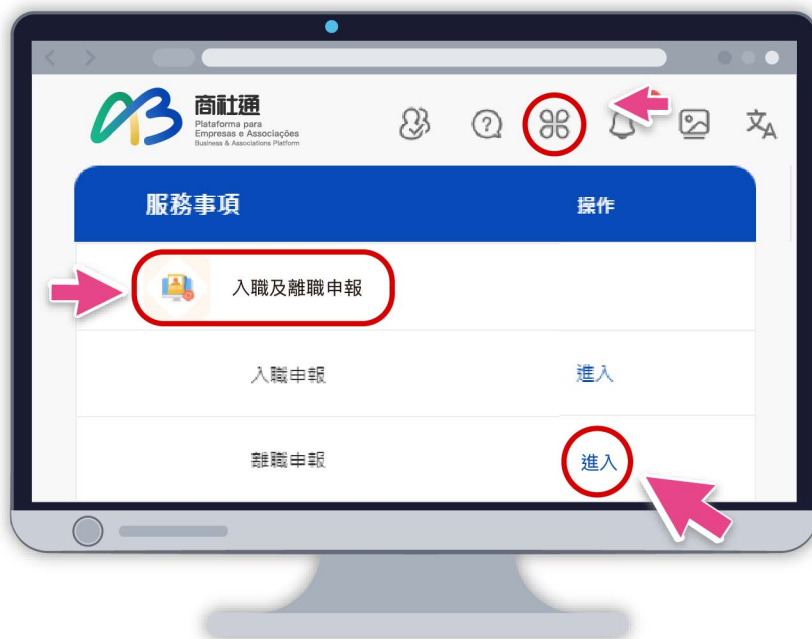 商社通
Plataforma para
Empresas e Associações
Business & Associations Platform
服務事項
操作
入職及離職申報
入職申報
進入
離職申報
進入